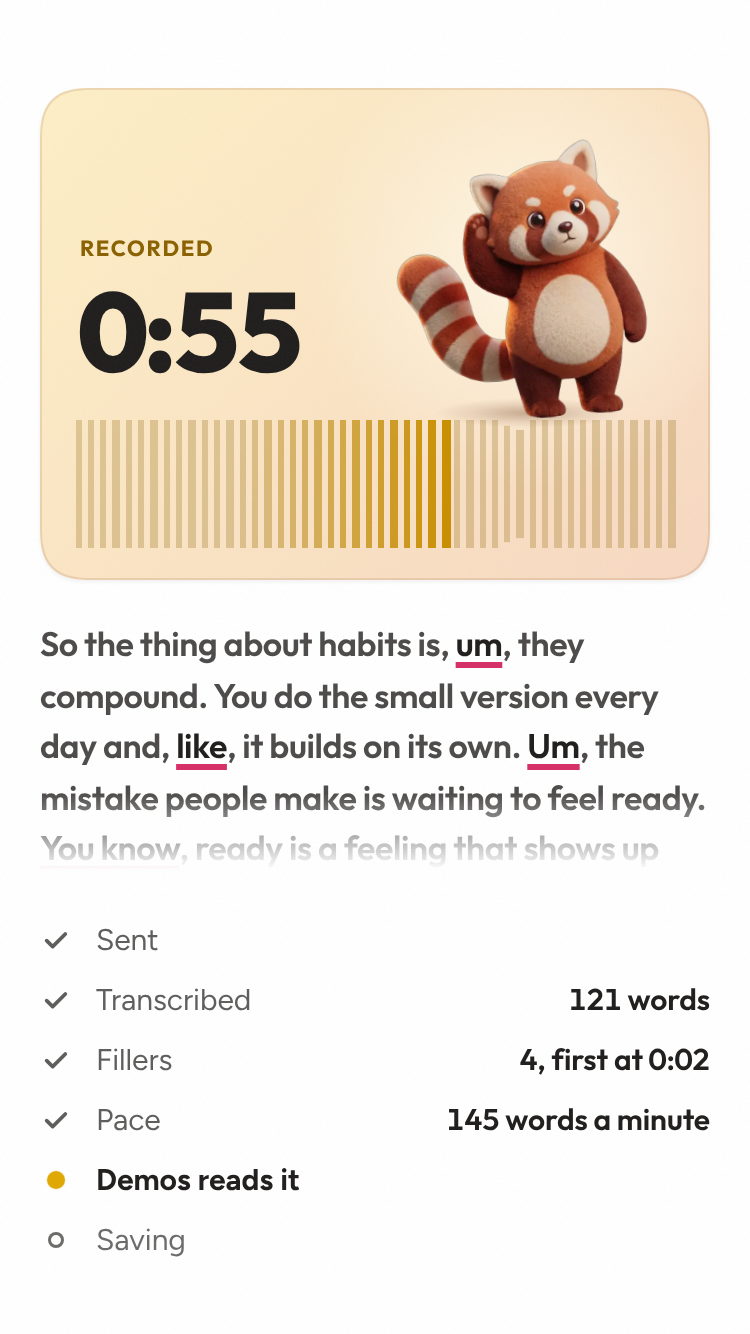 RECORDED
0:55
So the thing about habits is, um, they
compound. You do the small version every
day and, like, it builds on its own. Um, the
mistake people make is waiting to feel ready.
You know, ready is a feeling that shows up
Sent
Transcribed 121 words
Fillers 4, first at 0:02
Pace 145 words a minute
Demos reads it
Saving